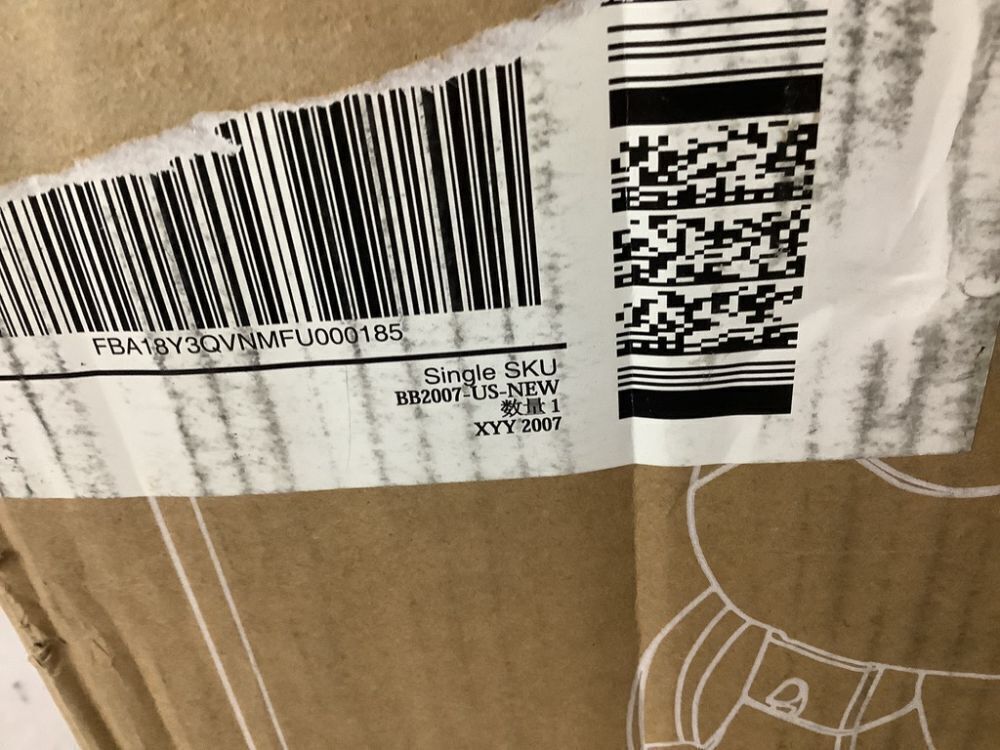 FBA18Y3QVNMFU000185
Single SKU
BB2007-US-NEW
数量 1
XYY 2007